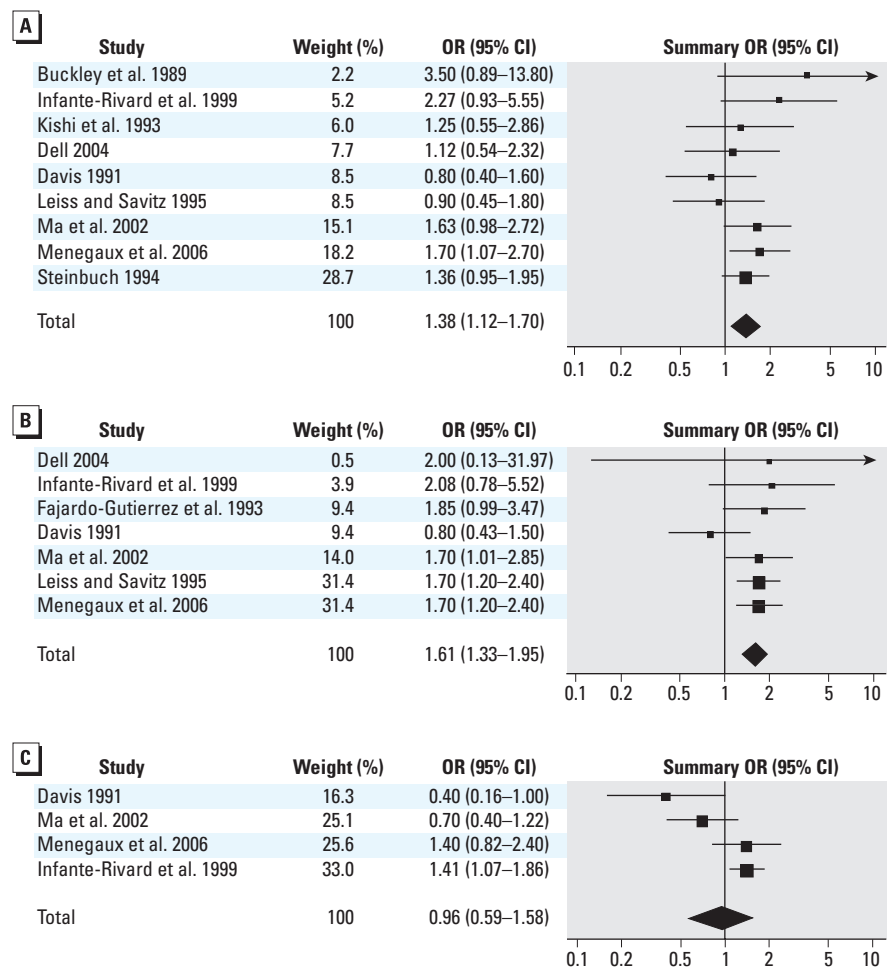 A
Study Weight (%) OR (95% CI) Summary OR (95% CI)
Buckley et al. 1989 2.2 3.50 (0.89–13.80)
Infante-Rivard et al. 1999 5.2 2.27 (0.93–5.55)
Kishi et al. 1993 6.0 1.25 (0.55–2.86)
Dell 2004 7.7 1.12 (0.54–2.32)
Davis 1991 8.5 0.80 (0.40–1.60)
Leiss and Savitz 1995 8.5 0.90 (0.45–1.80)
Ma et al. 2002 15.1 1.63 (0.98–2.72)
Menegaux et al. 2006 18.2 1.70 (1.07–2.70)
Steinbuch 1994 28.7 1.36 (0.95–1.95)
Total 100 1.38 (1.12–1.70)
0.1 0.2 0.5 1 2 5 10
B
Study Weight (%) OR (95% CI) Summary OR (95% CI)
Dell 2004 0.5 2.00 (0.13–31.97)
Infante-Rivard et al. 1999 3.9 2.08 (0.78–5.52)
Fajardo-Gutierrez et al. 1993 9.4 1.85 (0.99–3.47)
Davis 1991 9.4 0.80 (0.43–1.50)
Ma et al. 2002 14.0 1.70 (1.01–2.85)
Leiss and Savitz 1995 31.4 1.70 (1.20–2.40)
Menegaux et al. 2006 31.4 1.70 (1.20–2.40)
Total 100 1.61 (1.33–1.95)
0.1 0.2 0.5 1 2 5 10
C
Study Weight (%) OR (95% CI) Summary OR (95% CI)
Davis 1991 16.3 0.40 (0.16–1.00)
Ma et al. 2002 25.1 0.70 (0.40–1.22)
Menegaux et al. 2006 25.6 1.40 (0.82–2.40)
Infante-Rivard et al. 1999 33.0 1.41 (1.07–1.86)
Total 100 0.96 (0.59–1.58)
0.1 0.2 0.5 1 2 5 10